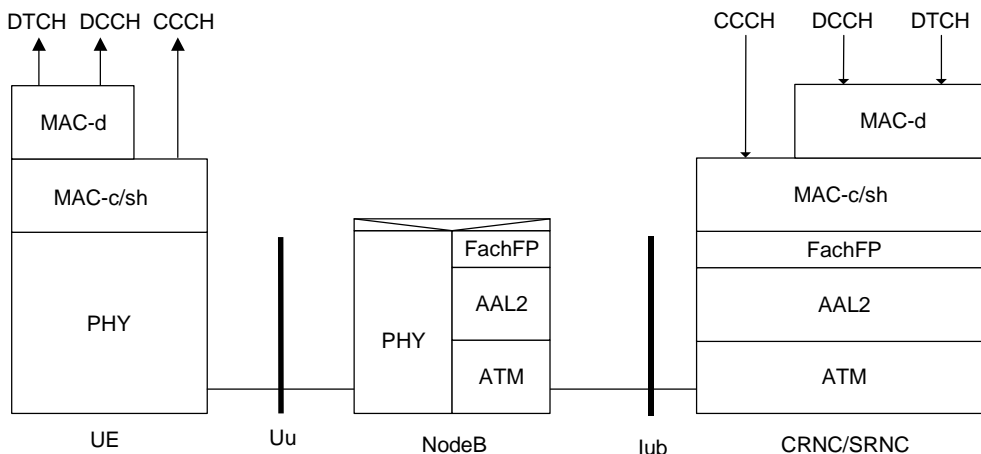 DTCH DCCH CCCH
CCCH DCCH DTCH
MAC-d
MAC-d
MAC-c/sh
MAC-c/sh
FachFP
FachFP
AAL2
AAL2
PHY
PHY
ATM
ATM
UE
Uu
NodeB
Iub
CRNC/SRNC